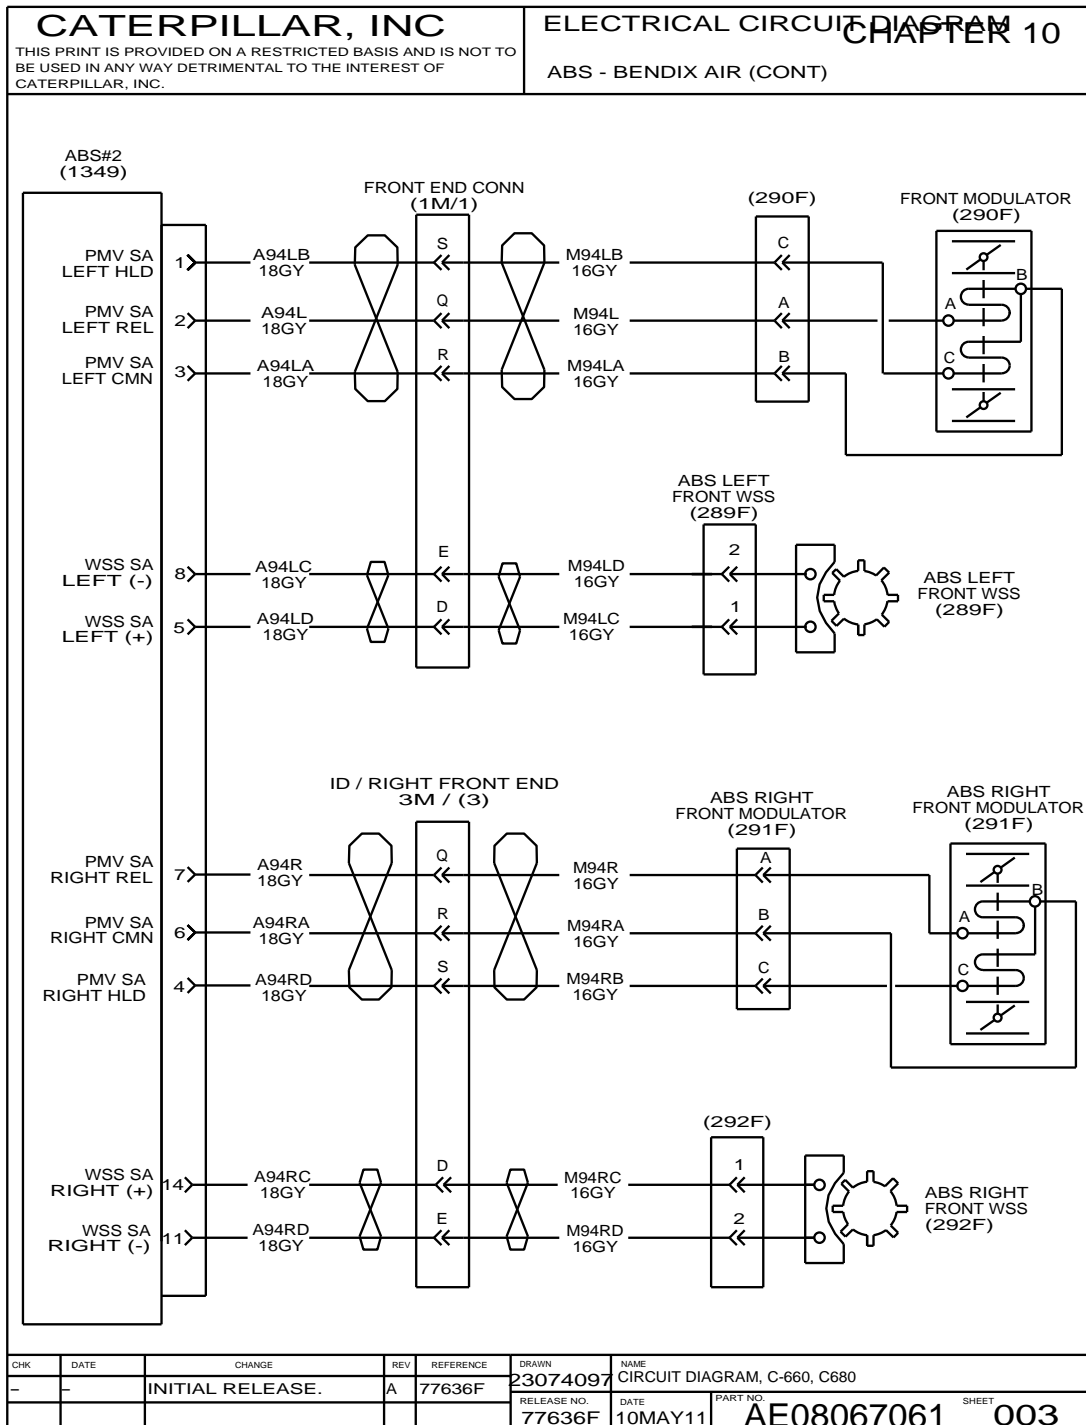 CATERPILLAR, INC
THIS PRINT IS PROVIDED ON A RESTRICTED BASIS AND IS NOT TO
BE USED IN ANY WAY DETRIMENTAL TO THE INTEREST OF
CATERPILLAR, INC.
ELECTRICAL CIRCUIT DIAGRAM
CHAPTER 10
ABS - BENDIX AIR (CONT)
ABS#2
(1349)
FRONT END CONN
(1M/1)
(290F)
FRONT MODULATOR
(290F)
PMV SA
LEFT HLD
1
A94LB
18GY
S
M94LB
16GY
C
B
PMV SA
LEFT REL
2
A94L
18GY
Q
M94L
16GY
A
A
PMV SA
LEFT CMN
3
A94LA
18GY
R
M94LA
16GY
B
C
ABS LEFT
FRONT WSS
(289F)
WSS SA
LEFT (-)
8
A94LC
18GY
E
M94LD
16GY
2
ABS LEFT
FRONT WSS
(289F)
WSS SA
LEFT (+)
5
A94LD
18GY
D
M94LC
16GY
1
ID / RIGHT FRONT END
3M / (3)
ABS RIGHT
FRONT MODULATOR
(291F)
ABS RIGHT
FRONT MODULATOR
(291F)
PMV SA
RIGHT REL
7
A94R
18GY
Q
M94R
16GY
A
B
PMV SA
RIGHT CMN
6
A94RA
18GY
R
M94RA
16GY
B
A
PMV SA
RIGHT HLD
4
A94RD
18GY
S
M94RB
16GY
C
C
(292F)
WSS SA
RIGHT (+)
14
A94RC
18GY
D
M94RC
16GY
1
ABS RIGHT
FRONT WSS
(292F)
WSS SA
RIGHT (-)
11
A94RD
18GY
E
M94RD
16GY
2
CHK DATE CHANGE REV REFERENCE
- - INITIAL RELEASE. A 77636F
DRAWN
23074097
NAME
CIRCUIT DIAGRAM, C-660, C680
RELEASE NO.
77636F
DATE
10MAY11
PART NO.
AE08067061
SHEET
003